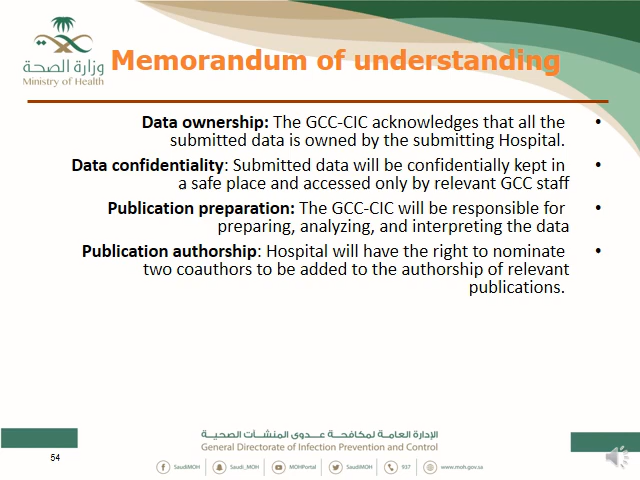 وزارة الصحة
Ministry of Health
Memorandum of understanding
Data ownership: The GCC-CIC acknowledges that all the •
submitted data is owned by the submitting Hospital.
Data confidentiality: Submitted data will be confidentially kept in •
a safe place and accessed only by relevant GCC staff
Publication preparation: The GCC-CIC will be responsible for •
preparing, analyzing, and interpreting the data
Publication authorship: Hospital will have the right to nominate •
two coauthors to be added to the authorship of relevant
publications.
الإدارة العامة لمكافحة عدوى المنشآت الصحية
General Directorate of Infection Prevention and Control
54
SaudiMOH Saudi_MOH MOHPortal SaudiMOH 937 www.moh.gov.sa